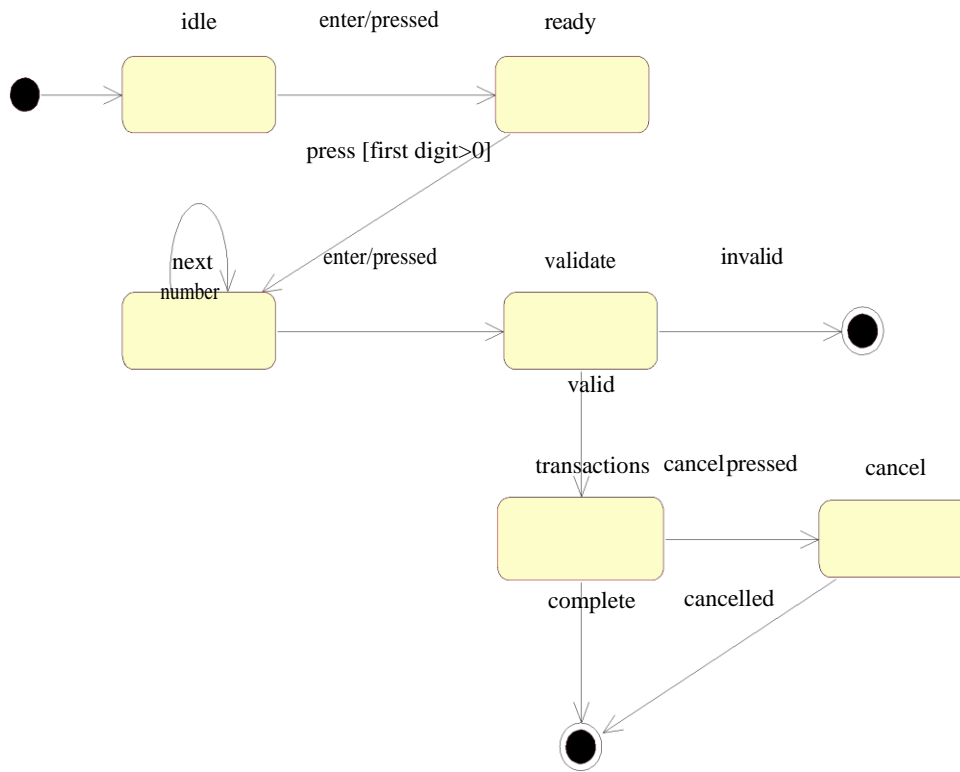 idle
enter/pressed
ready
press [first digit>0]
next
number
enter/pressed
validate
invalid
valid
transactions
cancel pressed
cancel
complete
cancelled